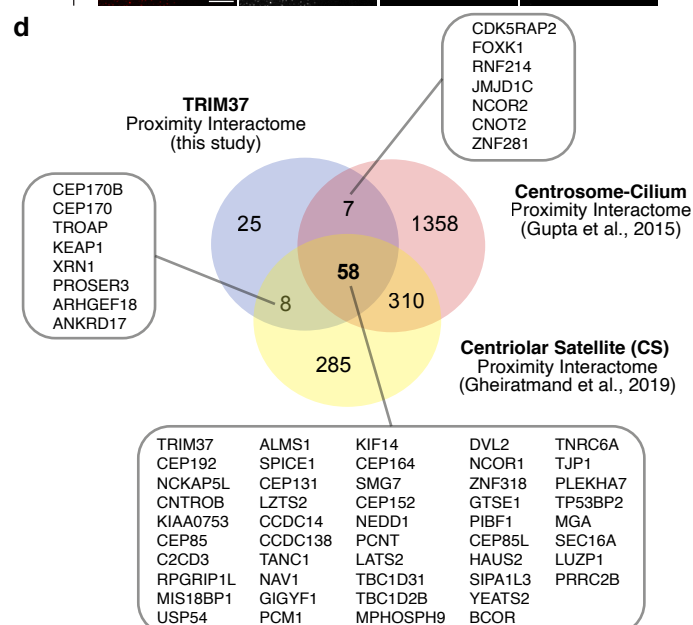 d
CDK5RAP2
FOXK1
RNF214
JMJD1C
NCOR2
CNOT2
ZNF281
TRIM37
Proximity Interactome
(this study)
CEP170B
CEP170
TROAP
KEAP1
XRN1
PROSER3
ARHGEF18
ANKRD17
25
7
1358
58
8
310
285
Centrosome-Cilium
Proximity Interactome
(Gupta et al., 2015)
Centriolar Satellite (CS)
Proximity Interactome
(Gheiratmand et al., 2019)
TRIM37 ALMS1 KIF14 DVL2 TNRC6A
CEP192 SPICE1 CEP164 NCOR1 TJP1
NCKAP5L CEP131 SMG7 ZNF318 PLEKHA7
CNTROB LZTS2 CEP152 GTSE1 TP53BP2
KIAA0753 CCDC14 NEDD1 PIBF1 MGA
CEP85 CCDC138 PCNT CEP85L SEC16A
C2CD3 TANC1 LATS2 HAUS2 LUZP1
RPGRIP1L NAV1 TBC1D31 SIPA1L3 PRRC2B
MIS18BP1 GIGYF1 TBC1D2B YEATS2
USP54 PCM1 MPHOSPH9 BCOR